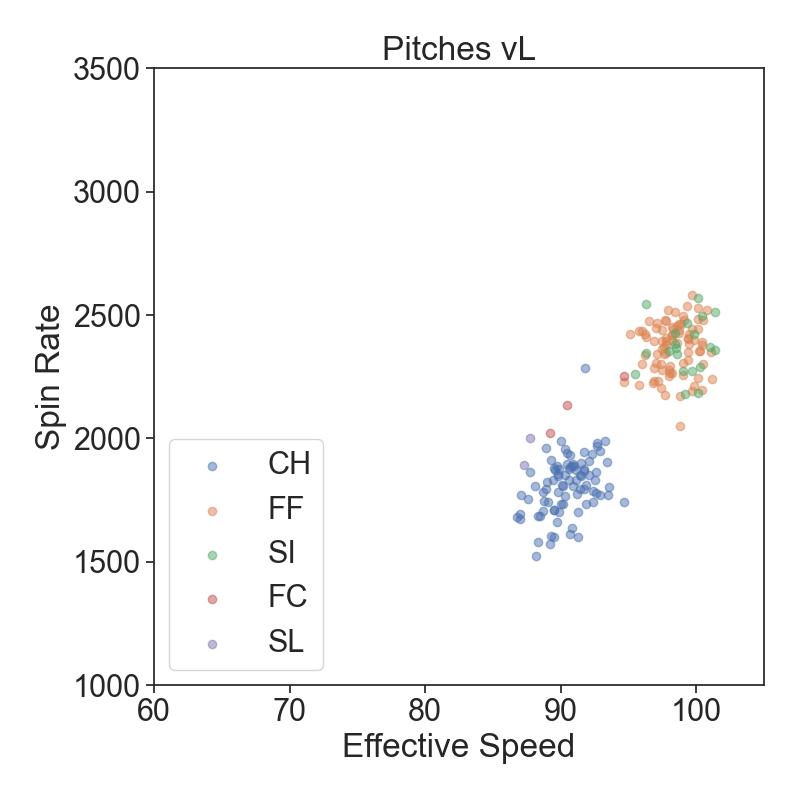 Pitches vL
3500
3000
2500
2000
1500
1000
Spin Rate
CH
FF
SI
FC
SL
60 70 80 90 100
Effective Speed